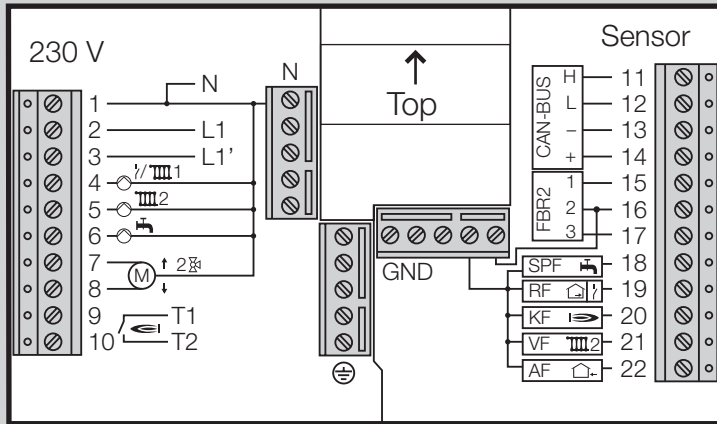 230 V
N
Top
Sensor
1 N
2 L1
3 L1’
4 1
5 2
6
7 M 2
8
9 T1
10 T2
GND
CAN-BUS
H 11
L 12
– 13
+ 14
FBR2
1 15
2 16
3 17
SPF 18
RF 19
KF 20
VF 2 21
AF 22